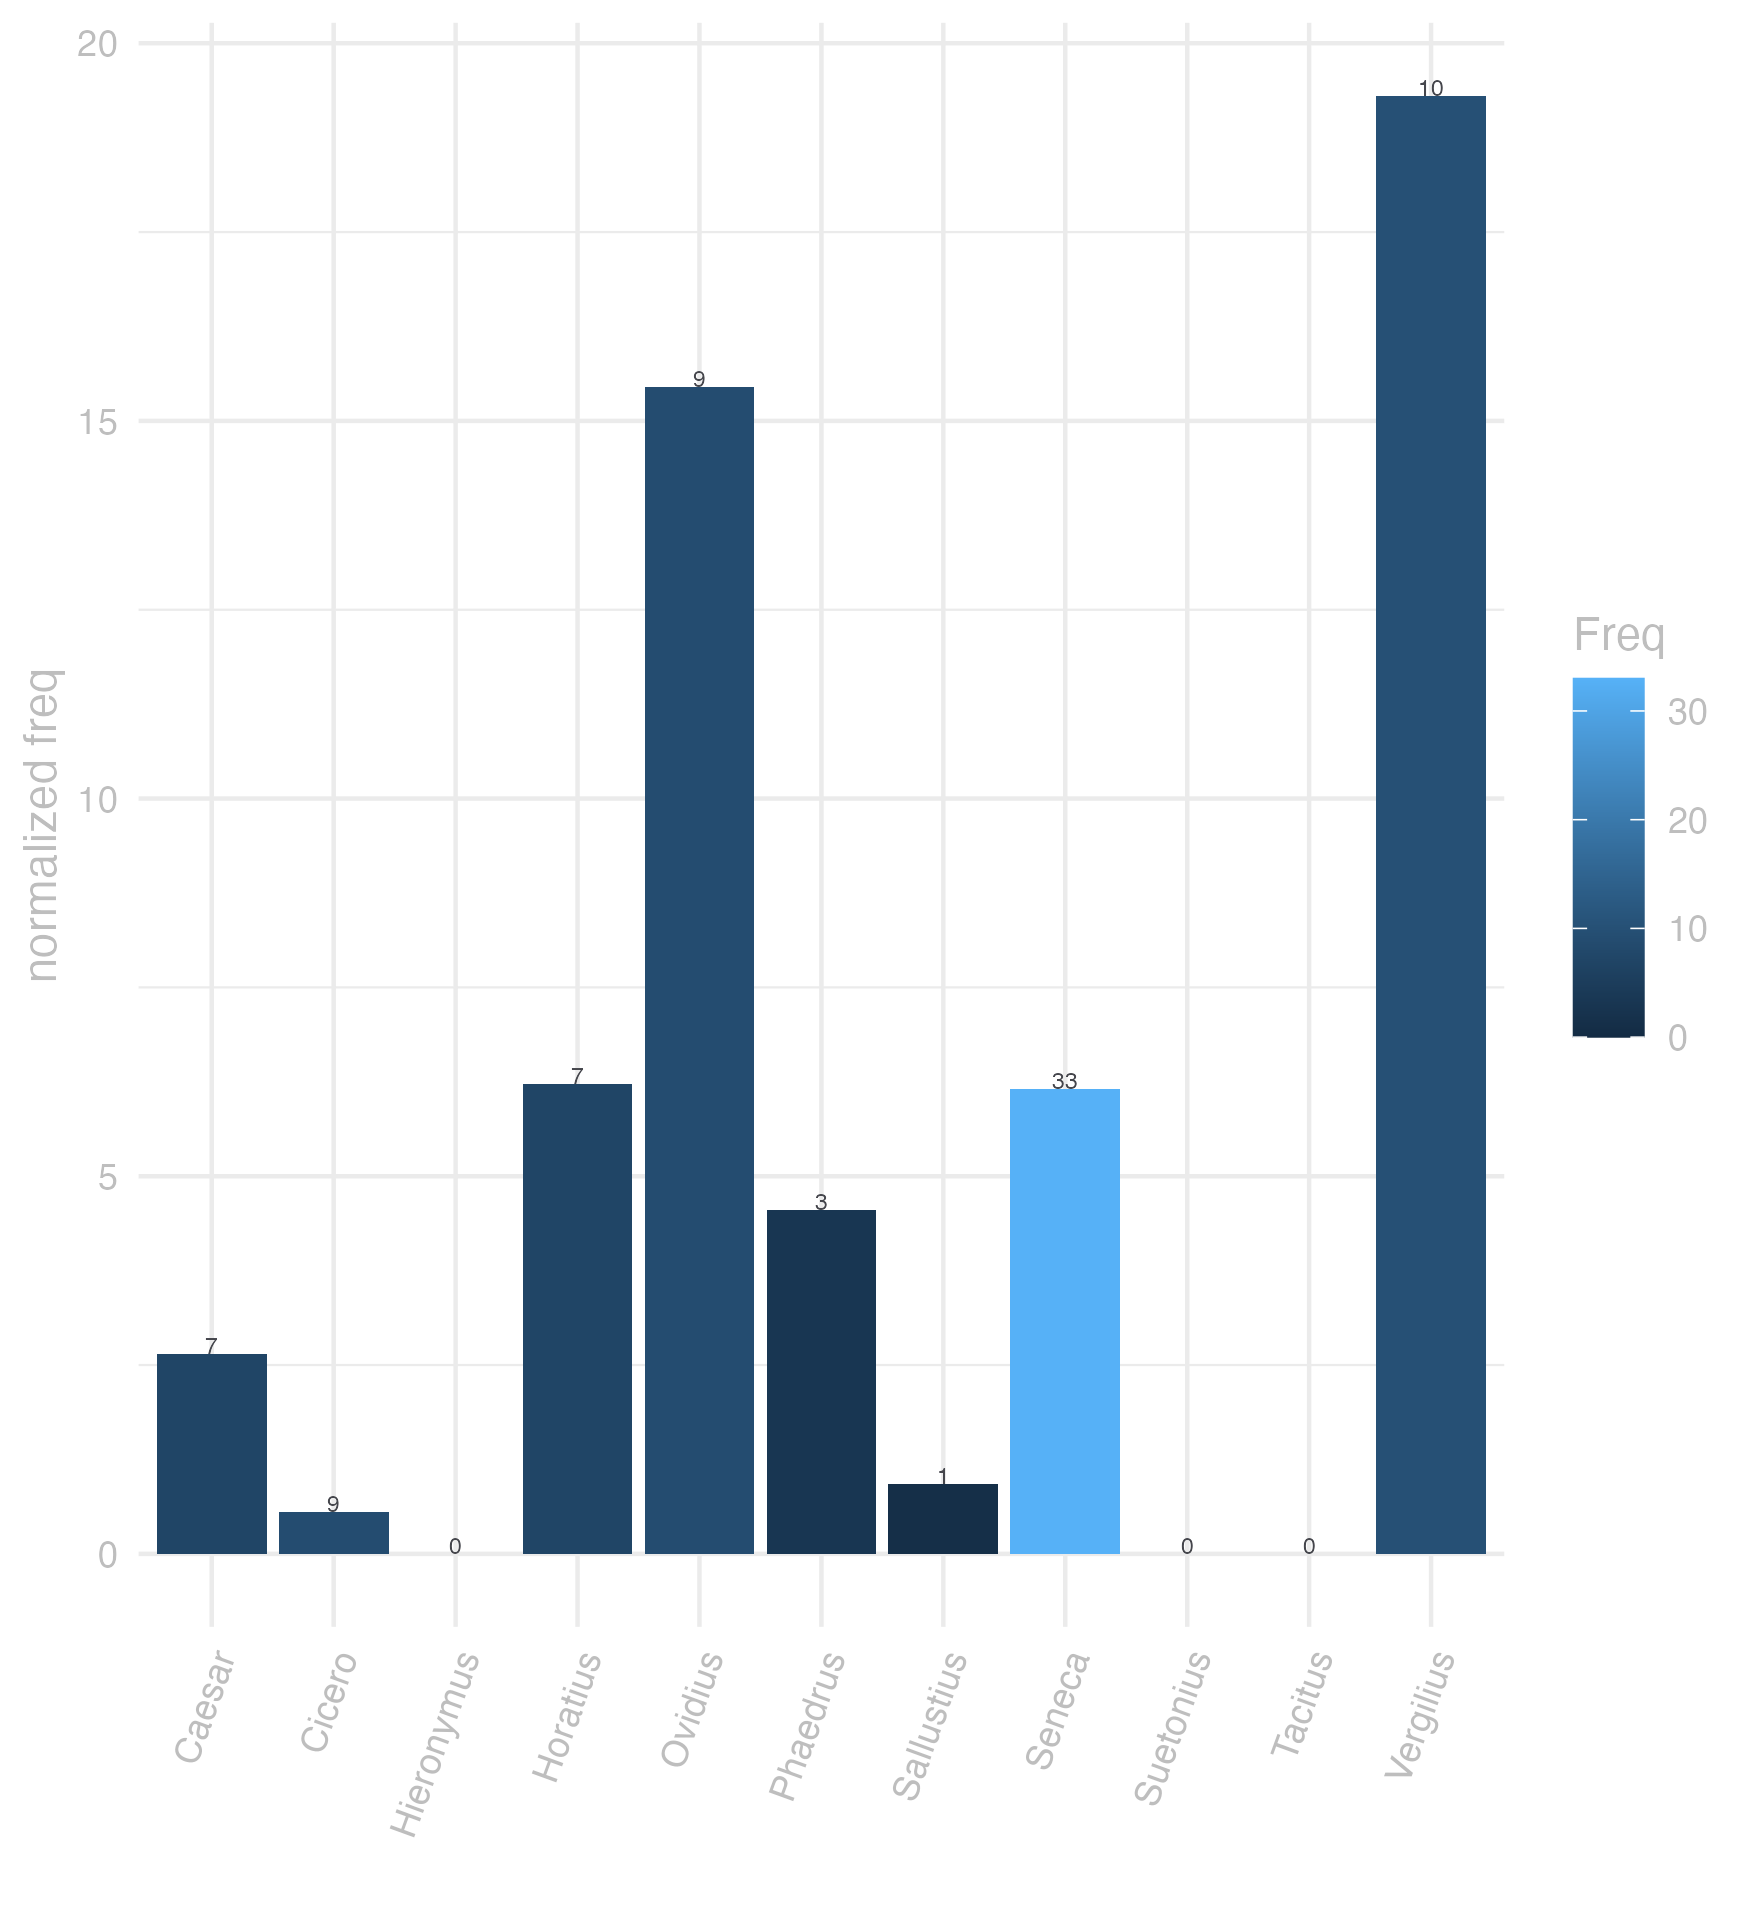 20
15
10
5
0
normalized freq
10
9
7
33
3
7
1
9
0
0
0
Caesar
Cicero
Hieronymus
Horatius
Ovidius
Phaedrus
Sallustius
Seneca
Suetonius
Tacitus
Vergilius
Freq
30
20
10
0